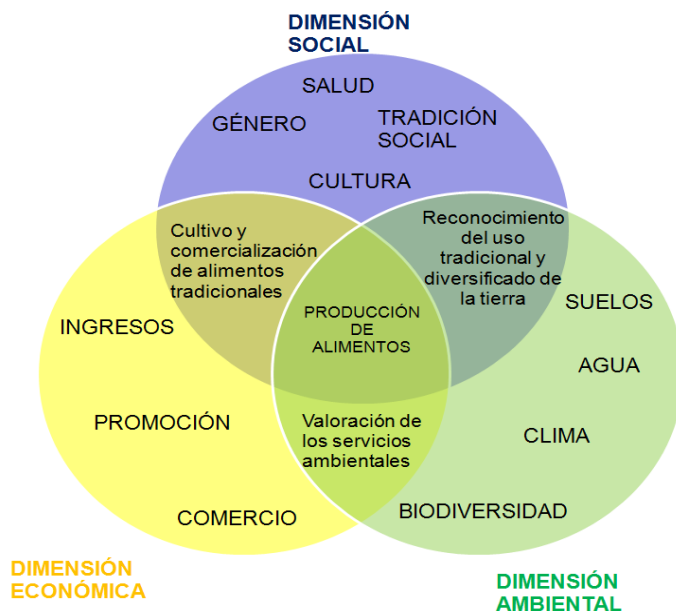 DIMENSIÓN
SOCIAL
SALUD
GÉNERO
TRADICIÓN
SOCIAL
CULTURA
Cultivo y
comercialización
de alimentos
tradicionales
Reconocimiento
del uso
tradicional y
diversificado de
la tierra
PRODUCCIÓN
DE
ALIMENTOS
INGRESOS
PROMOCIÓN
COMERCIO
Valoración de
los servicios
ambientales
SUELOS
AGUA
CLIMA
BIODIVERSIDAD
DIMENSIÓN
ECONÓMICA
DIMENSIÓN
AMBIENTAL